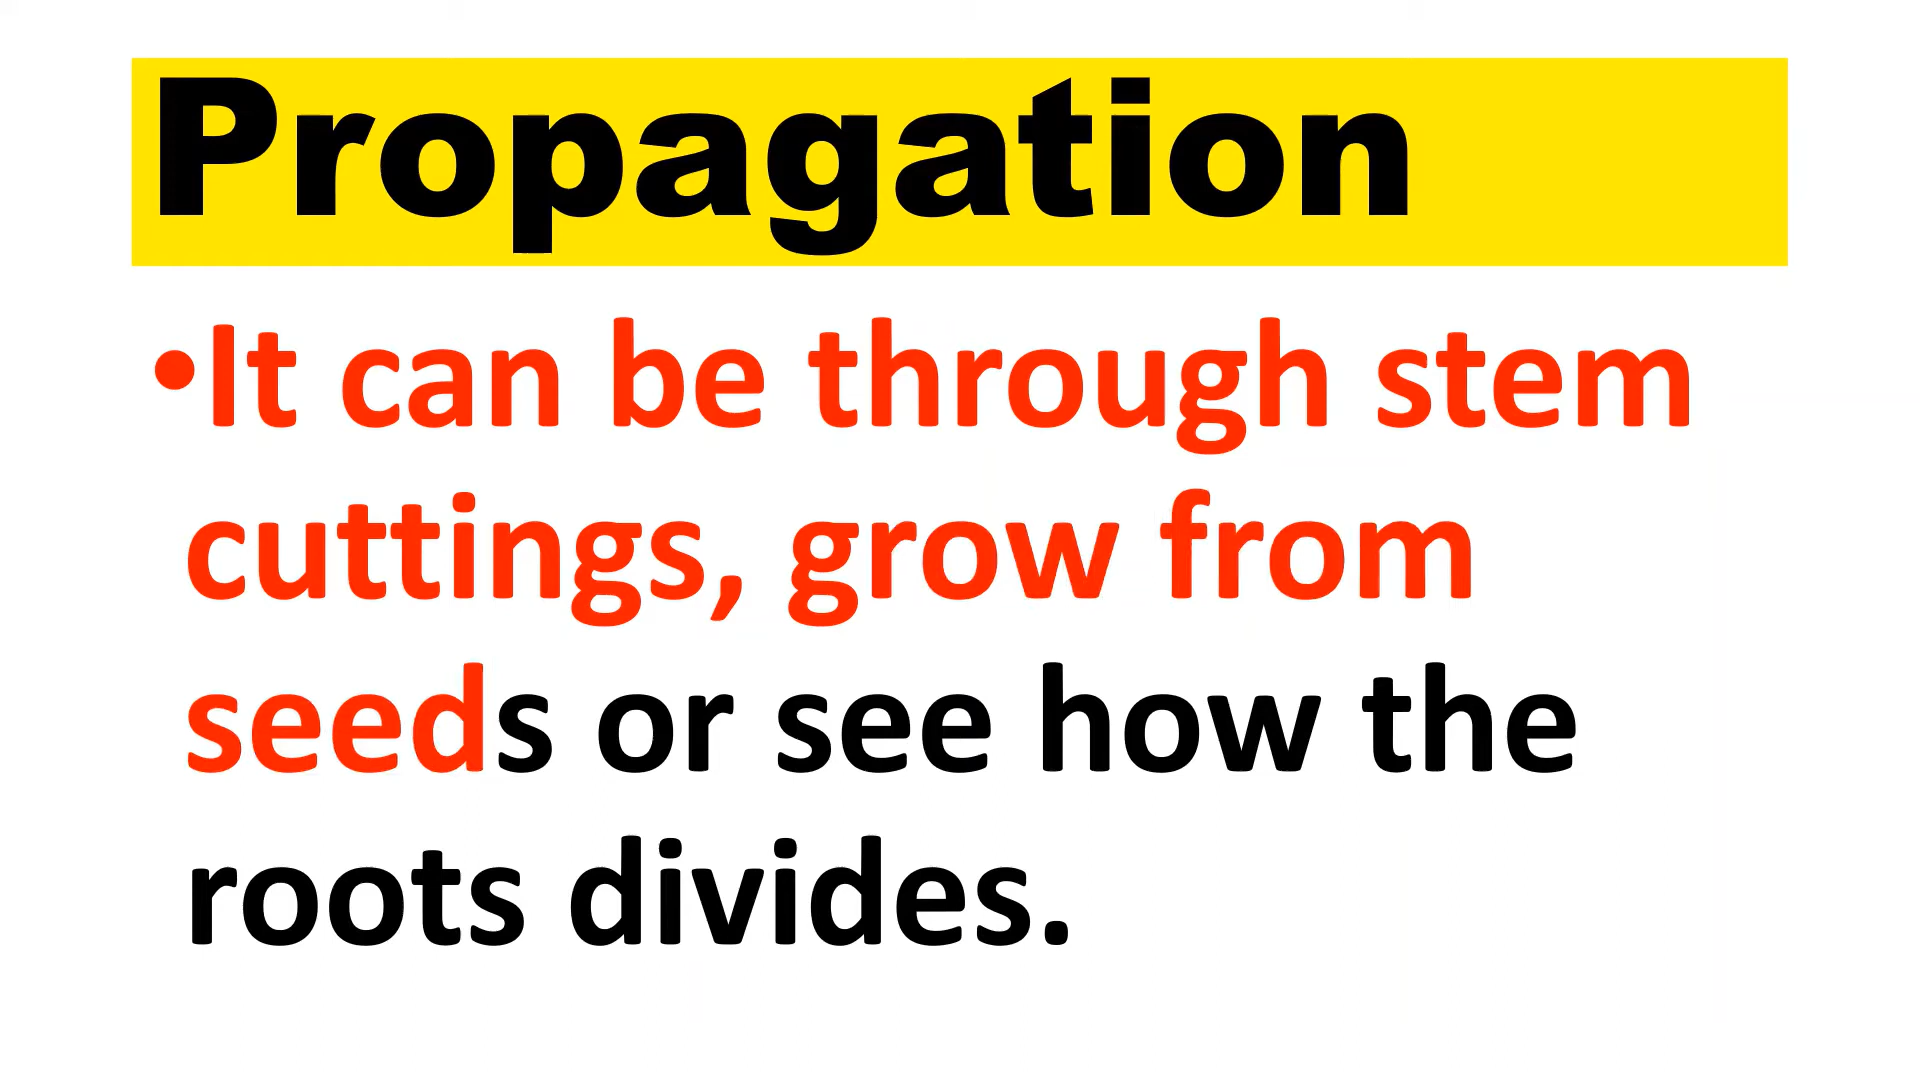 Propagation
•It can be through stem
cuttings, grow from
seeds or see how the
roots divides.